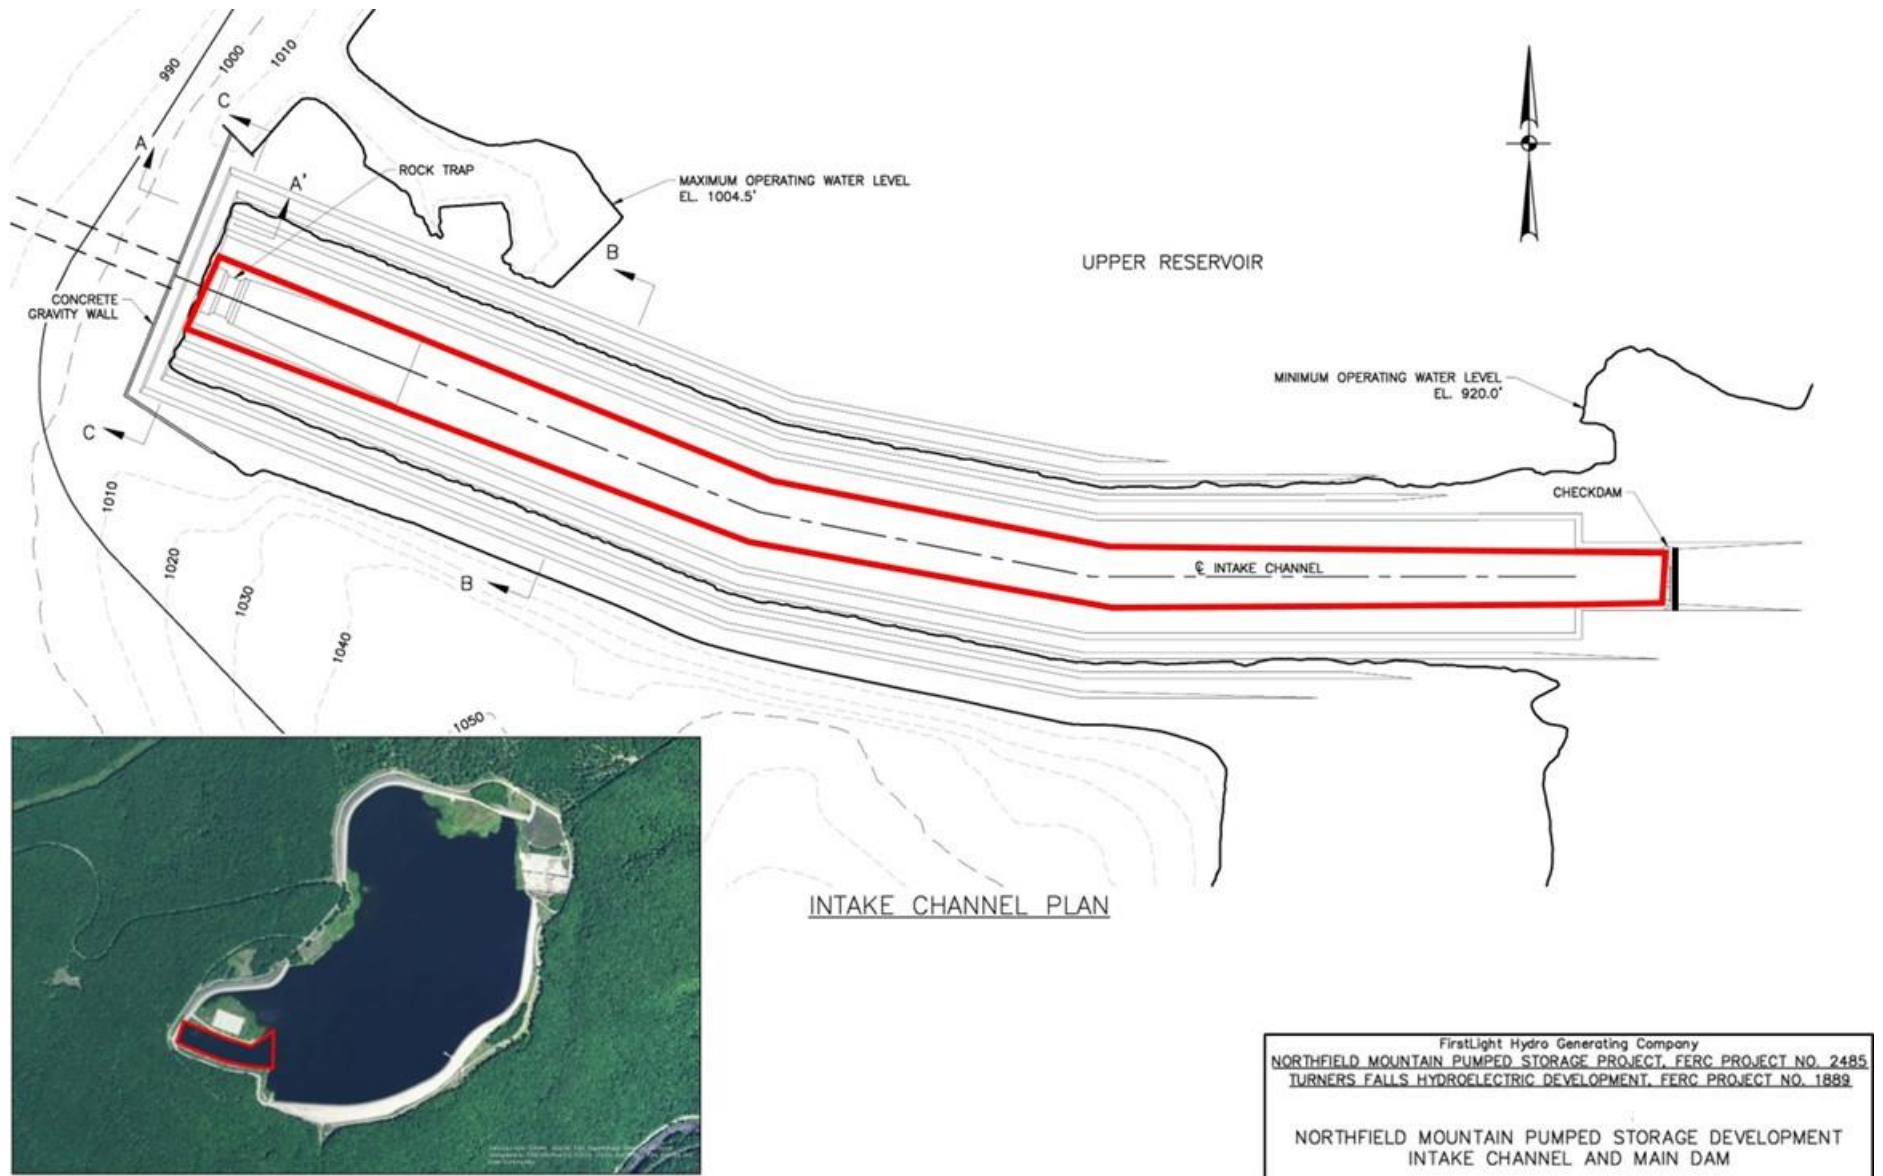 990
1000
1010
C
A
A'
ROCK TRAP
MAXIMUM OPERATING WATER LEVEL
EL. 1004.5'
B
UPPER RESERVOIR
CONCRETE
GRAVITY WALL
MINIMUM OPERATING WATER LEVEL
EL. 920.0'
C
CHECKDAM
1010
1020
1030
1040
1050
B
℄ INTAKE CHANNEL
INTAKE CHANNEL PLAN
FirstLight Hydro Generating Company
NORTHFIELD MOUNTAIN PUMPED STORAGE PROJECT, FERC PROJECT NO. 2485
TURNERS FALLS HYDROELECTRIC DEVELOPMENT, FERC PROJECT NO. 1889
NORTHFIELD MOUNTAIN PUMPED STORAGE DEVELOPMENT
INTAKE CHANNEL AND MAIN DAM